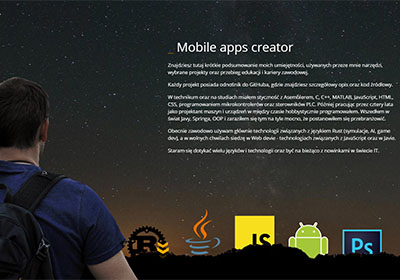 Mobile apps creator
Znajdziesz tutaj krótkie podsumowanie moich umiejętności, używanych przeze mnie narzędzi,
wybrane projekty oraz przebieg edukacji i kariery zawodowej.
Każdy projekt posiada odnośnik do GitHuba, gdzie znajdziesz szczegółowy opis oraz kod źródłowy.
W technikum oraz na studiach miałem styczność z Asemblerem, C, C++, MATLAB, JavaScript, HTML,
CSS, programowaniem mikrokontrolerów oraz sterowników PLC. Później pracując przez cztery lata
jako projektant maszyn i urządzeń w między czasie hobbystycznie programowałem. Wszedłem w
świat Javy, Springa, OOP i zaraziłem się tym na tyle mocno, że postanowiłem się przebranżowić.
Obecnie zawodowo używam głównie technologii związanych z językiem Rust (symulacje, AI, game
dev), a w wolnych chwilach siedzę w Web devie - technologiach związanych z JavaScript oraz w Javie.
Staram się dotykać wielu języków i technologii oraz być na bieżąco z nowinkami w świecie IT.
R
Java
JS
Ps